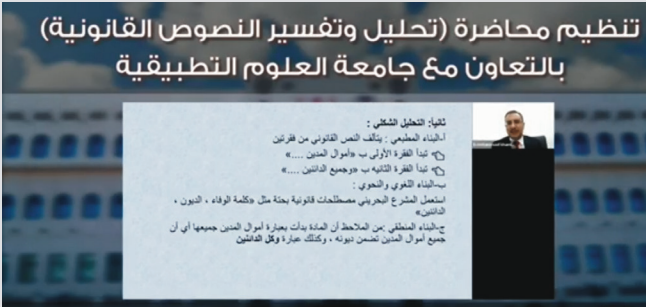 تنظيم محاضرة (تحليل وتفسير النصوص القانونية)
بالتعاون مع جامعة العلوم التطبيقية
ثانياً: التحليل الشكلي :
أ-البناء المطبعي : يتألف النص القانوني من فقرتين
تبدأ الفقرة الأولى ب «أموال المدين ....»
تبدأ الفقرة الثانيه ب «وجميع الدائنين ....»
ب-البناء اللغوي والنحوي :
استعمل المشرع البحريني مصطلحات قانونية بحتة مثل «كلمة الوفاء ، الديون ،
الدائنين»
ج-البناء المنطقي :من الملاحظ أن المادة بدأت بعبارة أموال المدين جميعها أي أن
جميع أموال المدين تضمن ديونه ، وكذلك عبارة وكل الدائنين